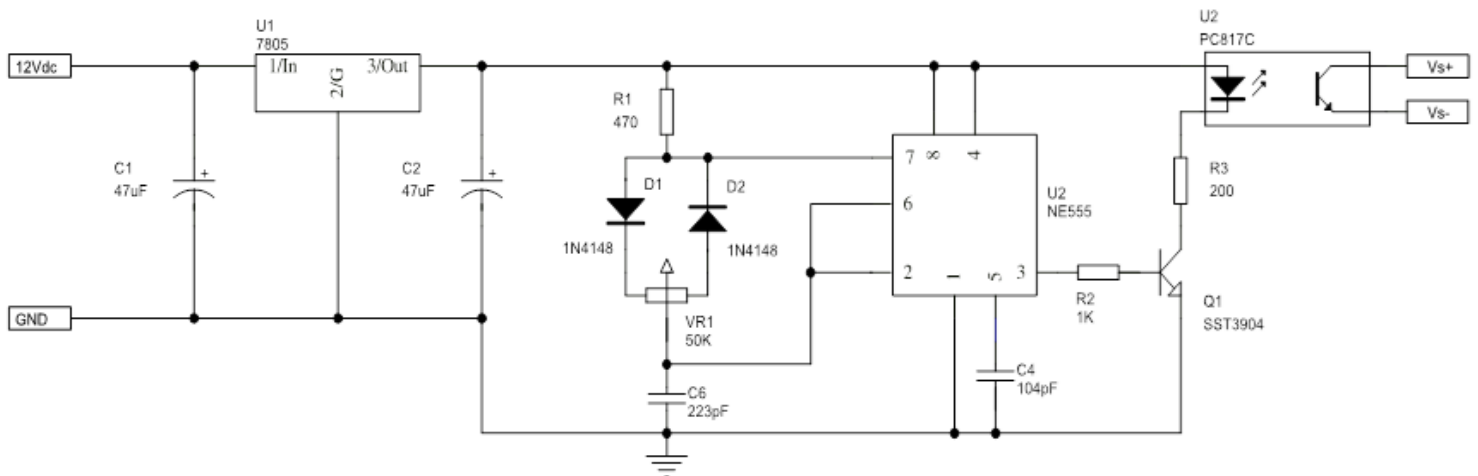 U1
7805
12Vdc
1/In
2/G
3/Out
U2
PC817C
Vs+
Vs-
C1
47uF
C2
47uF
R1
470
D1
1N4148
D2
1N4148
VR1
50K
C6
223pF
7
8
4
6
2
1
5
3
U2
NE555
R3
200
R2
1K
Q1
SST3904
C4
104pF
GND